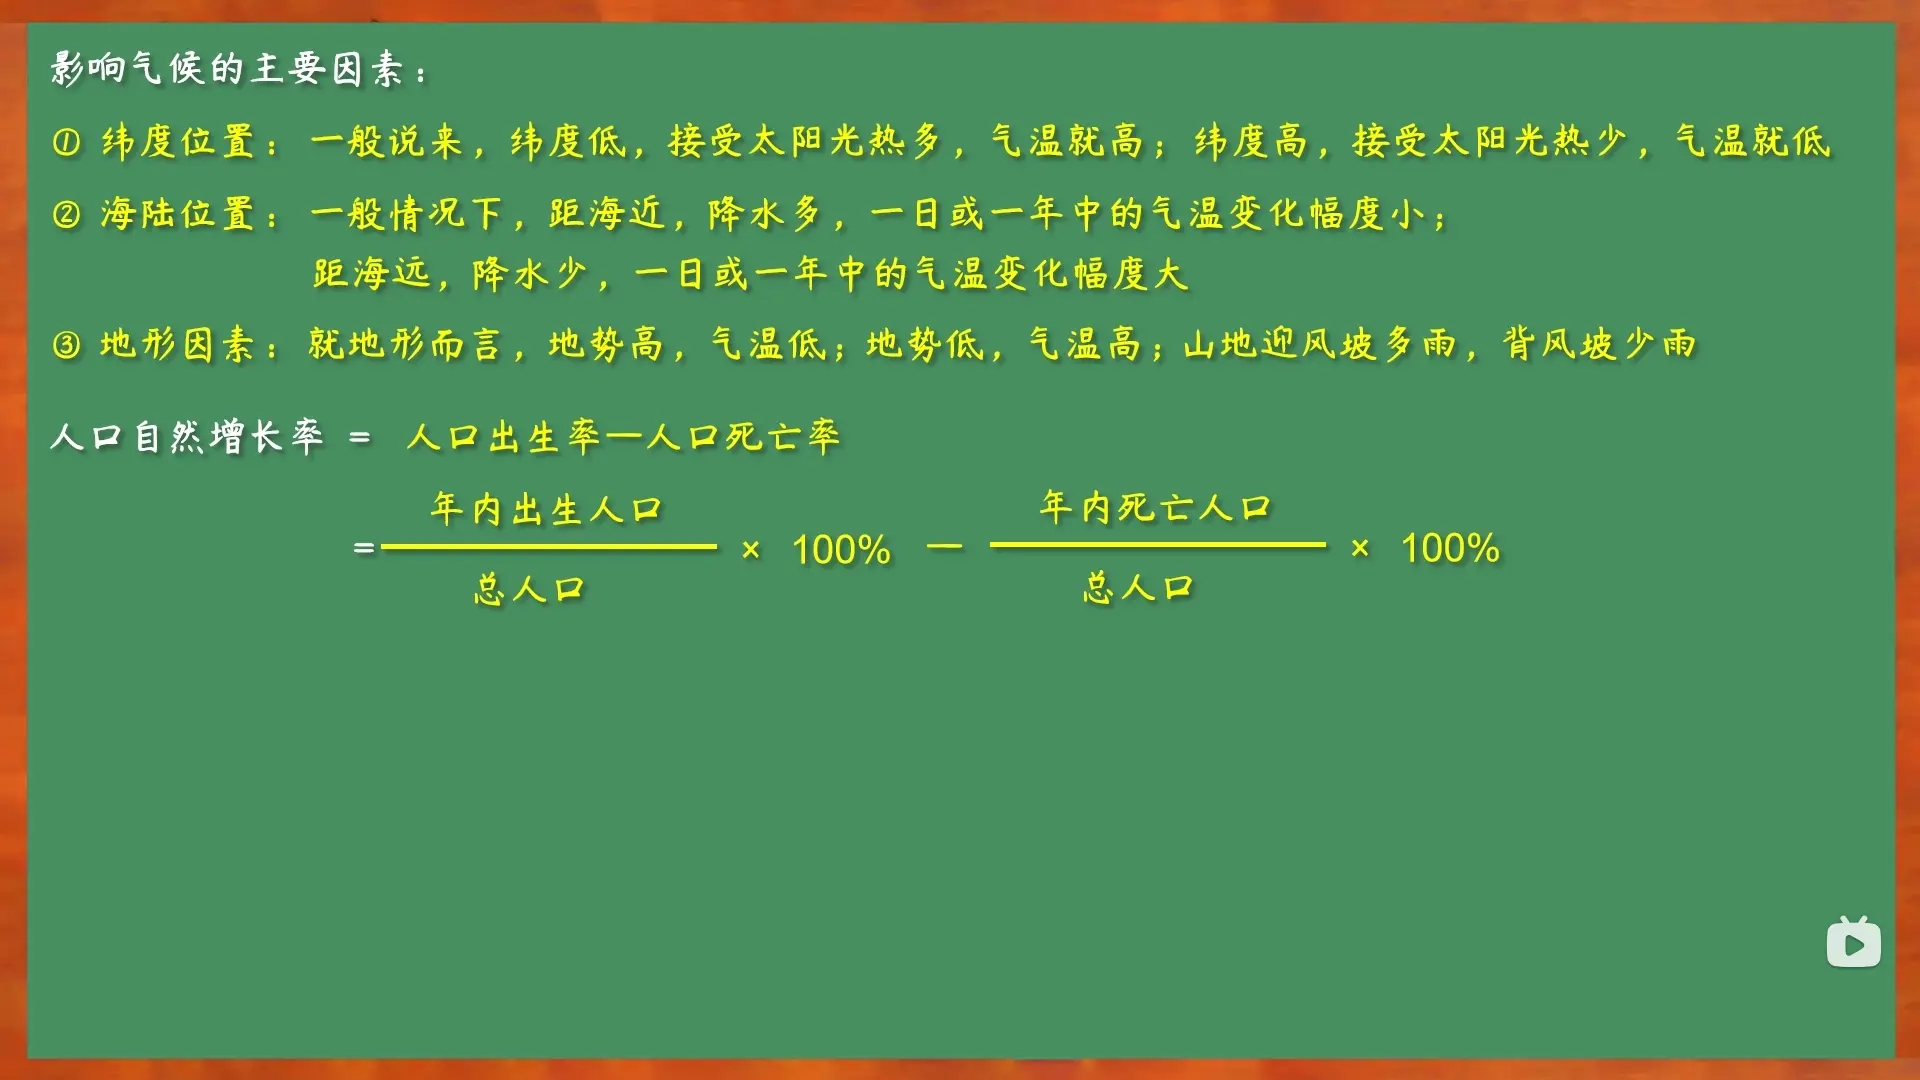 影响气候的主要因素：
① 纬度位置：一般说来，纬度低，接受太阳光热多，气温就高；纬度高，接受太阳光热少，气温就低
② 海陆位置：一般情况下，距海近，降水多，一日或一年中的气温变化幅度小；
距海远，降水少，一日或一年中的气温变化幅度大
③ 地形因素：就地形而言，地势高，气温低；地势低，气温高；山地迎风坡多雨，背风坡少雨
人口自然增长率 = 人口出生率—人口死亡率
年内出生人口 年内死亡人口
= × 100% — × 100%
总人口 总人口